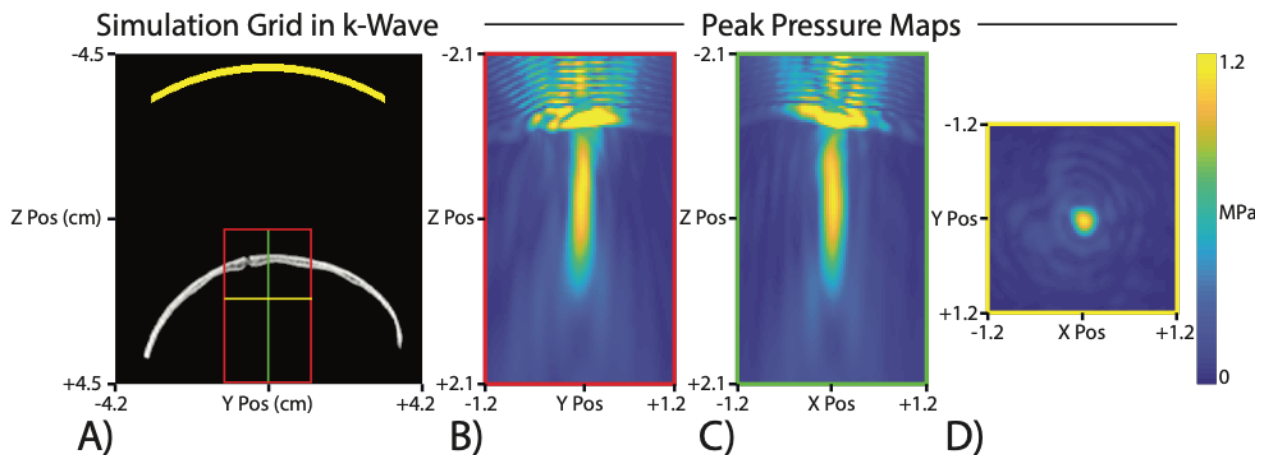 Simulation Grid in k-Wave
Peak Pressure Maps
-4.5
Z Pos (cm)
+4.5
-4.2
Y Pos (cm)
+4.2
A)
-2.1
Z Pos
+2.1
-1.2
Y Pos
+1.2
B)
-2.1
Z Pos
+2.1
-1.2
X Pos
+1.2
C)
-1.2
Y Pos
+1.2
-1.2
X Pos
+1.2
D)
1.2
MPa
0